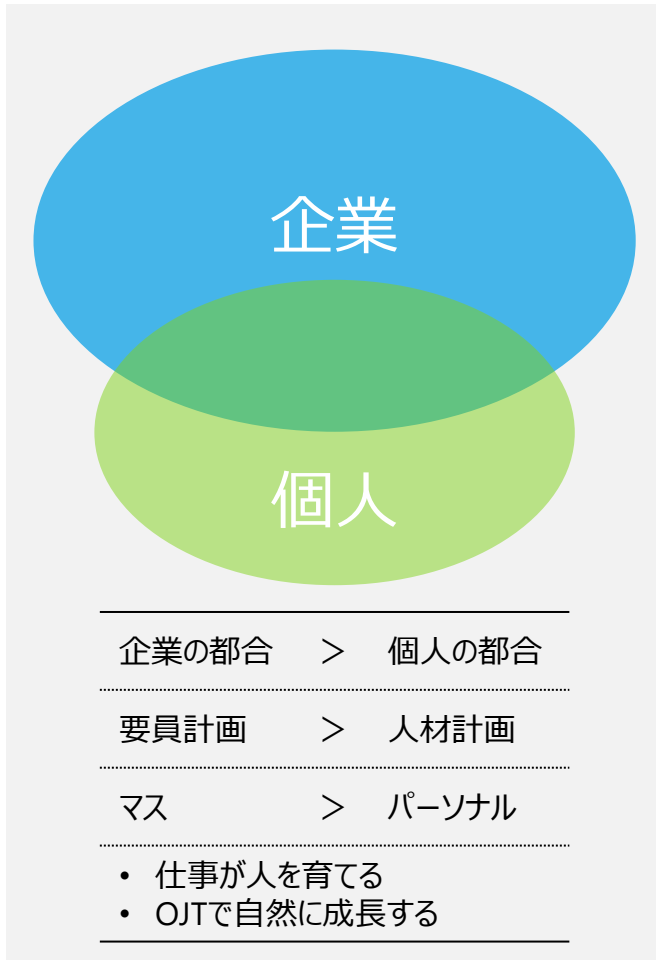 企業
個人
企業の都合 ＞ 個人の都合
要員計画 ＞ 人材計画
マス ＞ パーソナル
• 仕事が人を育てる
• OJTで自然に成長する